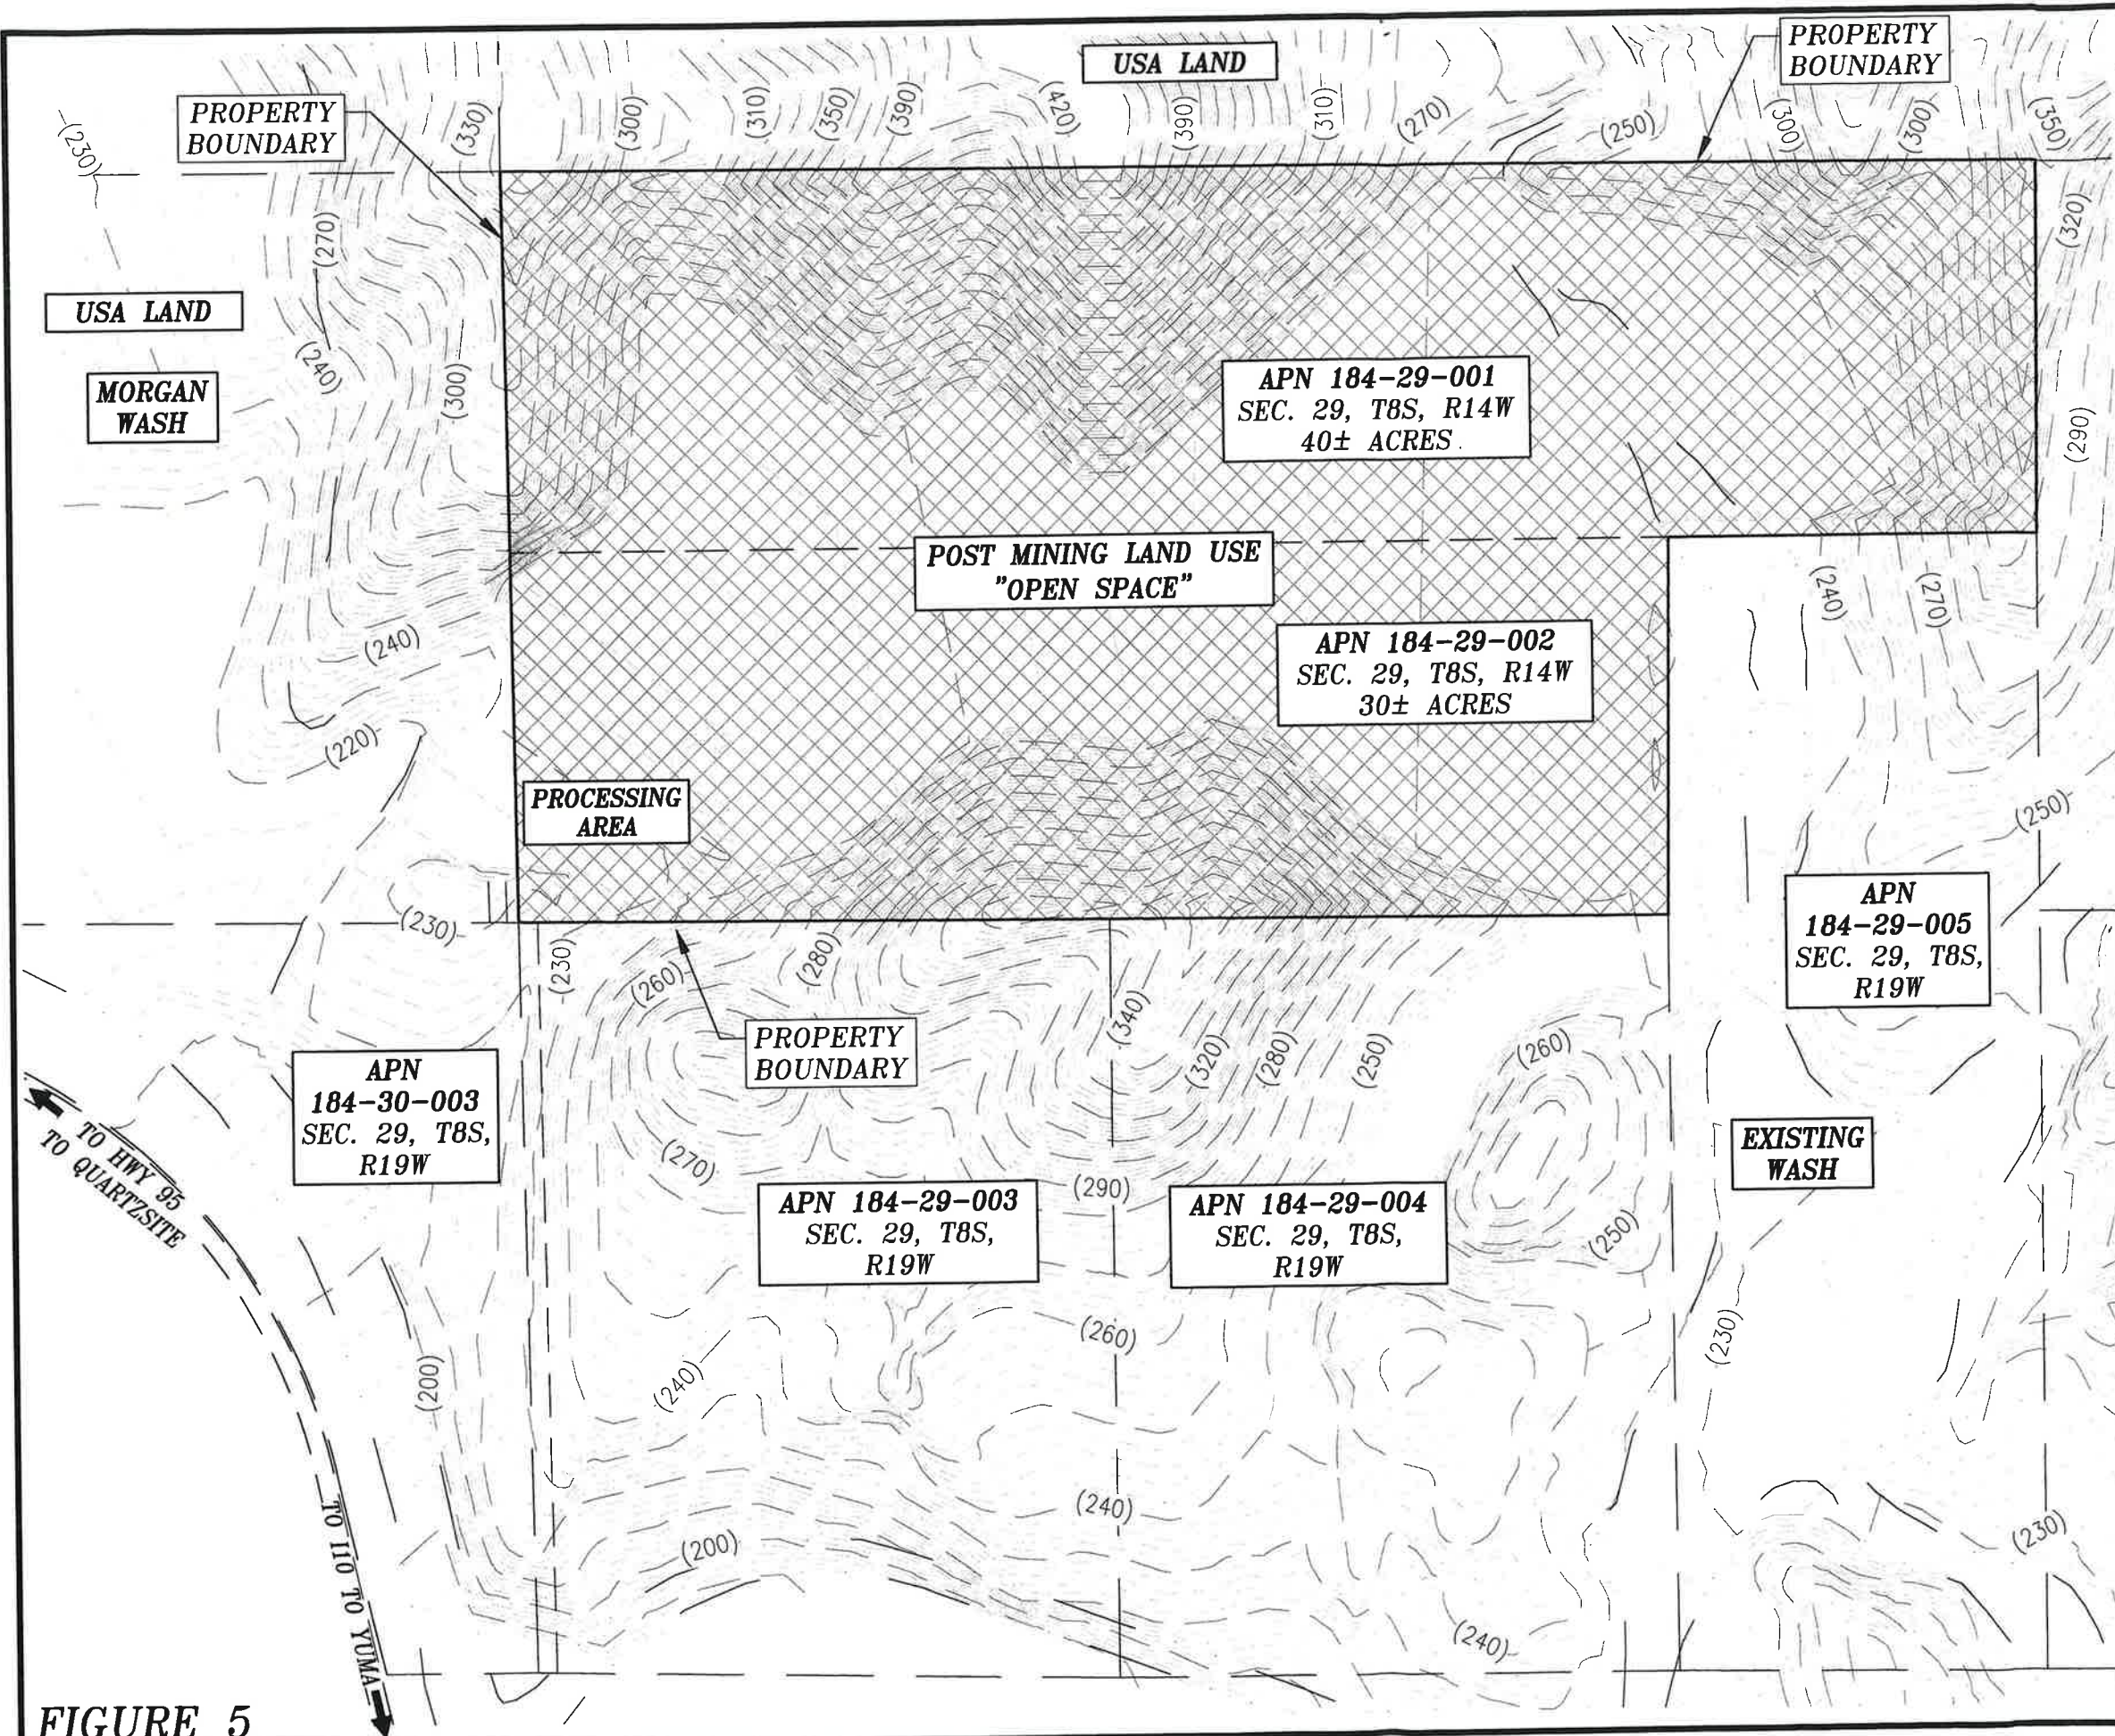 USA LAND
PROPERTY
BOUNDARY
PROPERTY
BOUNDARY
(230)
(330)
(300)
(310)
(350)
(390)
(420)
(390)
(310)
(270)
(250)
(300)
(300)
(350)
(270)
(320)
USA LAND
(240)
(300)
MORGAN
WASH
APN 184-29-001
SEC. 29, T8S, R14W
40± ACRES
(290)
POST MINING LAND USE
"OPEN SPACE"
(240)
(270)
(240)
APN 184-29-002
SEC. 29, T8S, R14W
30± ACRES
(220)
PROCESSING
AREA
(250)
APN
184-29-005
SEC. 29, T8S,
R19W
(230)
(230)
(260)
(280)
(340)
PROPERTY
BOUNDARY
(320)
(280)
(250)
(260)
APN
184-30-003
SEC. 29, T8S,
R19W
TO HWY 95
TO QUARTZSITE
EXISTING
WASH
(270)
(290)
APN 184-29-003
SEC. 29, T8S,
R19W
APN 184-29-004
SEC. 29, T8S,
R19W
(250)
(260)
(230)
(200)
(240)
(240)
(200)
(230)
(240)
TO I10 TO YUMA
FIGURE 5